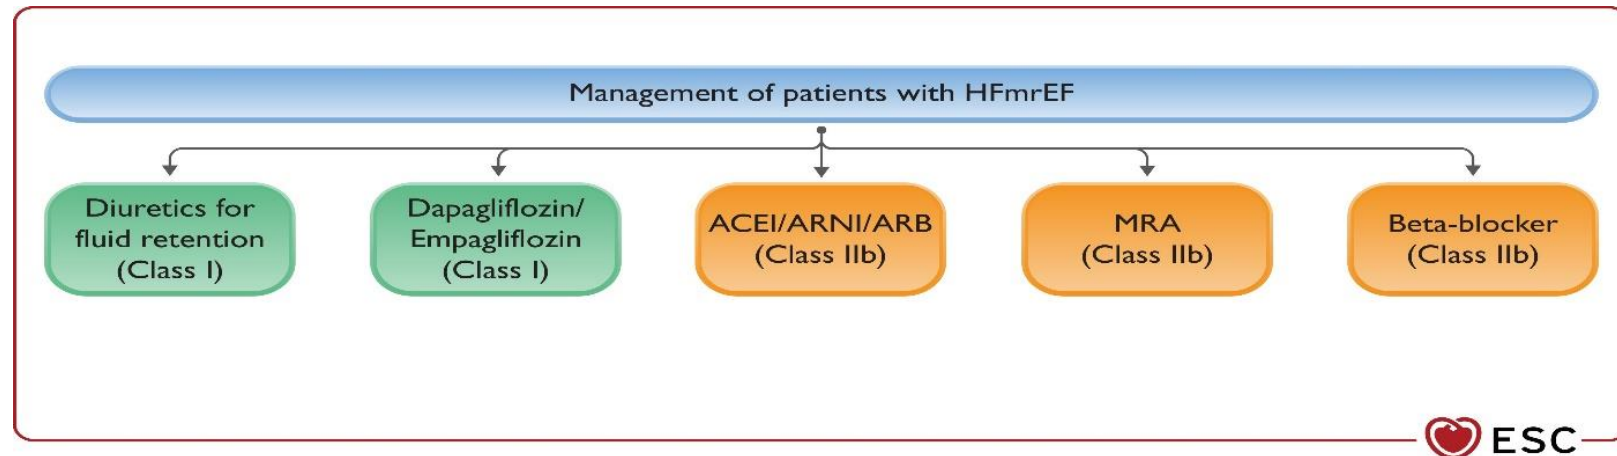 Management of patients with HFmrEF
Diuretics for
fluid retention
(Class I)
Dapagliflozin/
Empagliflozin
(Class I)
ACEI/ARNI/ARB
(Class IIb)
MRA
(Class IIb)
Beta-blocker
(Class IIb)
ESC